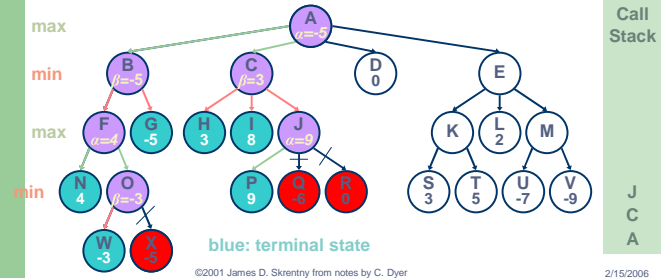 max
A
α=-5
Call
Stack
min
B
β=-5
C
β=3
D
0
E
max
F
α=4
G
-5
H
3
I
8
J
α=9
K
L
2
M
min
N
4
O
β=-3
P
9
Q
-6
R
0
S
3
T
5
U
-7
V
-9
J
C
A
W
-3
X
-5
blue: terminal state
©2001 James D. Skrentny from notes by C. Dyer
2/15/2006